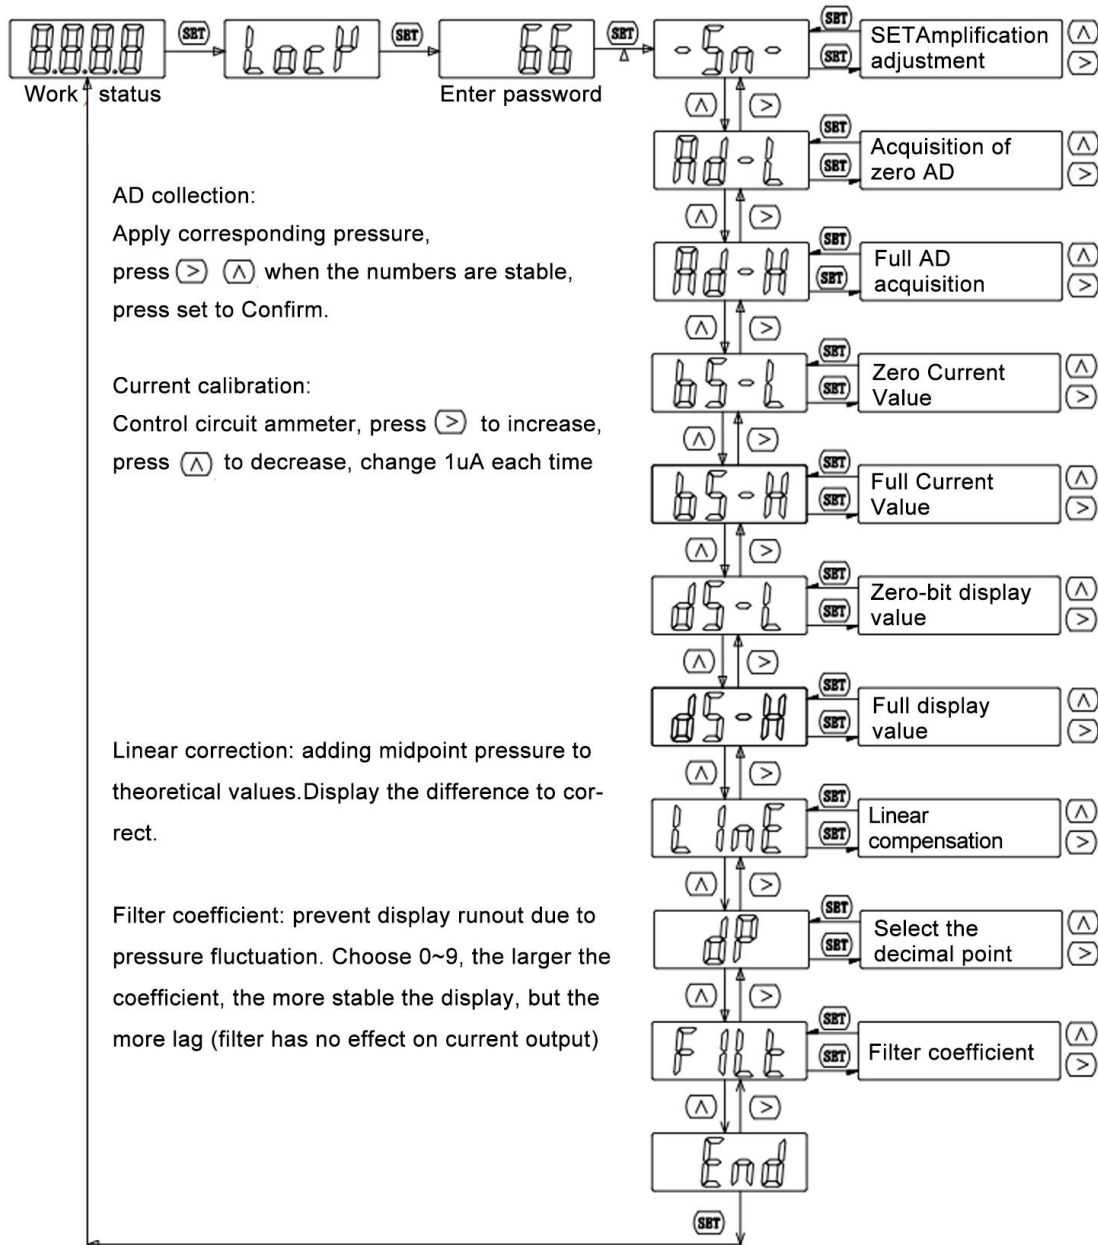 8.8.8.8 SET LocK SET 66 SET -Sn- SET SETAmplification
SET adjustment
Work status Enter password
Ad-L SET Acquisition of
SET zero AD
AD collection:
Apply corresponding pressure,
press > ∧ when the numbers are stable,
press set to Confirm.
Ad-H SET Full AD
SET acquisition
bS-L SET Zero Current
SET Value
Current calibration:
Control circuit ammeter, press > to increase,
press ∧ to decrease, change 1uA each time
bS-H SET Full Current
SET Value
dS-L SET Zero-bit display
SET value
dS-H SET Full display
SET value
Linear correction: adding midpoint pressure to
theoretical values.Display the difference to cor-
rect.
LInE SET Linear
SET compensation
dP SET Select the
SET decimal point
Filter coefficient: prevent display runout due to
pressure fluctuation. Choose 0~9, the larger the
coefficient, the more stable the display, but the
more lag (filter has no effect on current output)
FILt SET Filter coefficient
SET
End
SET